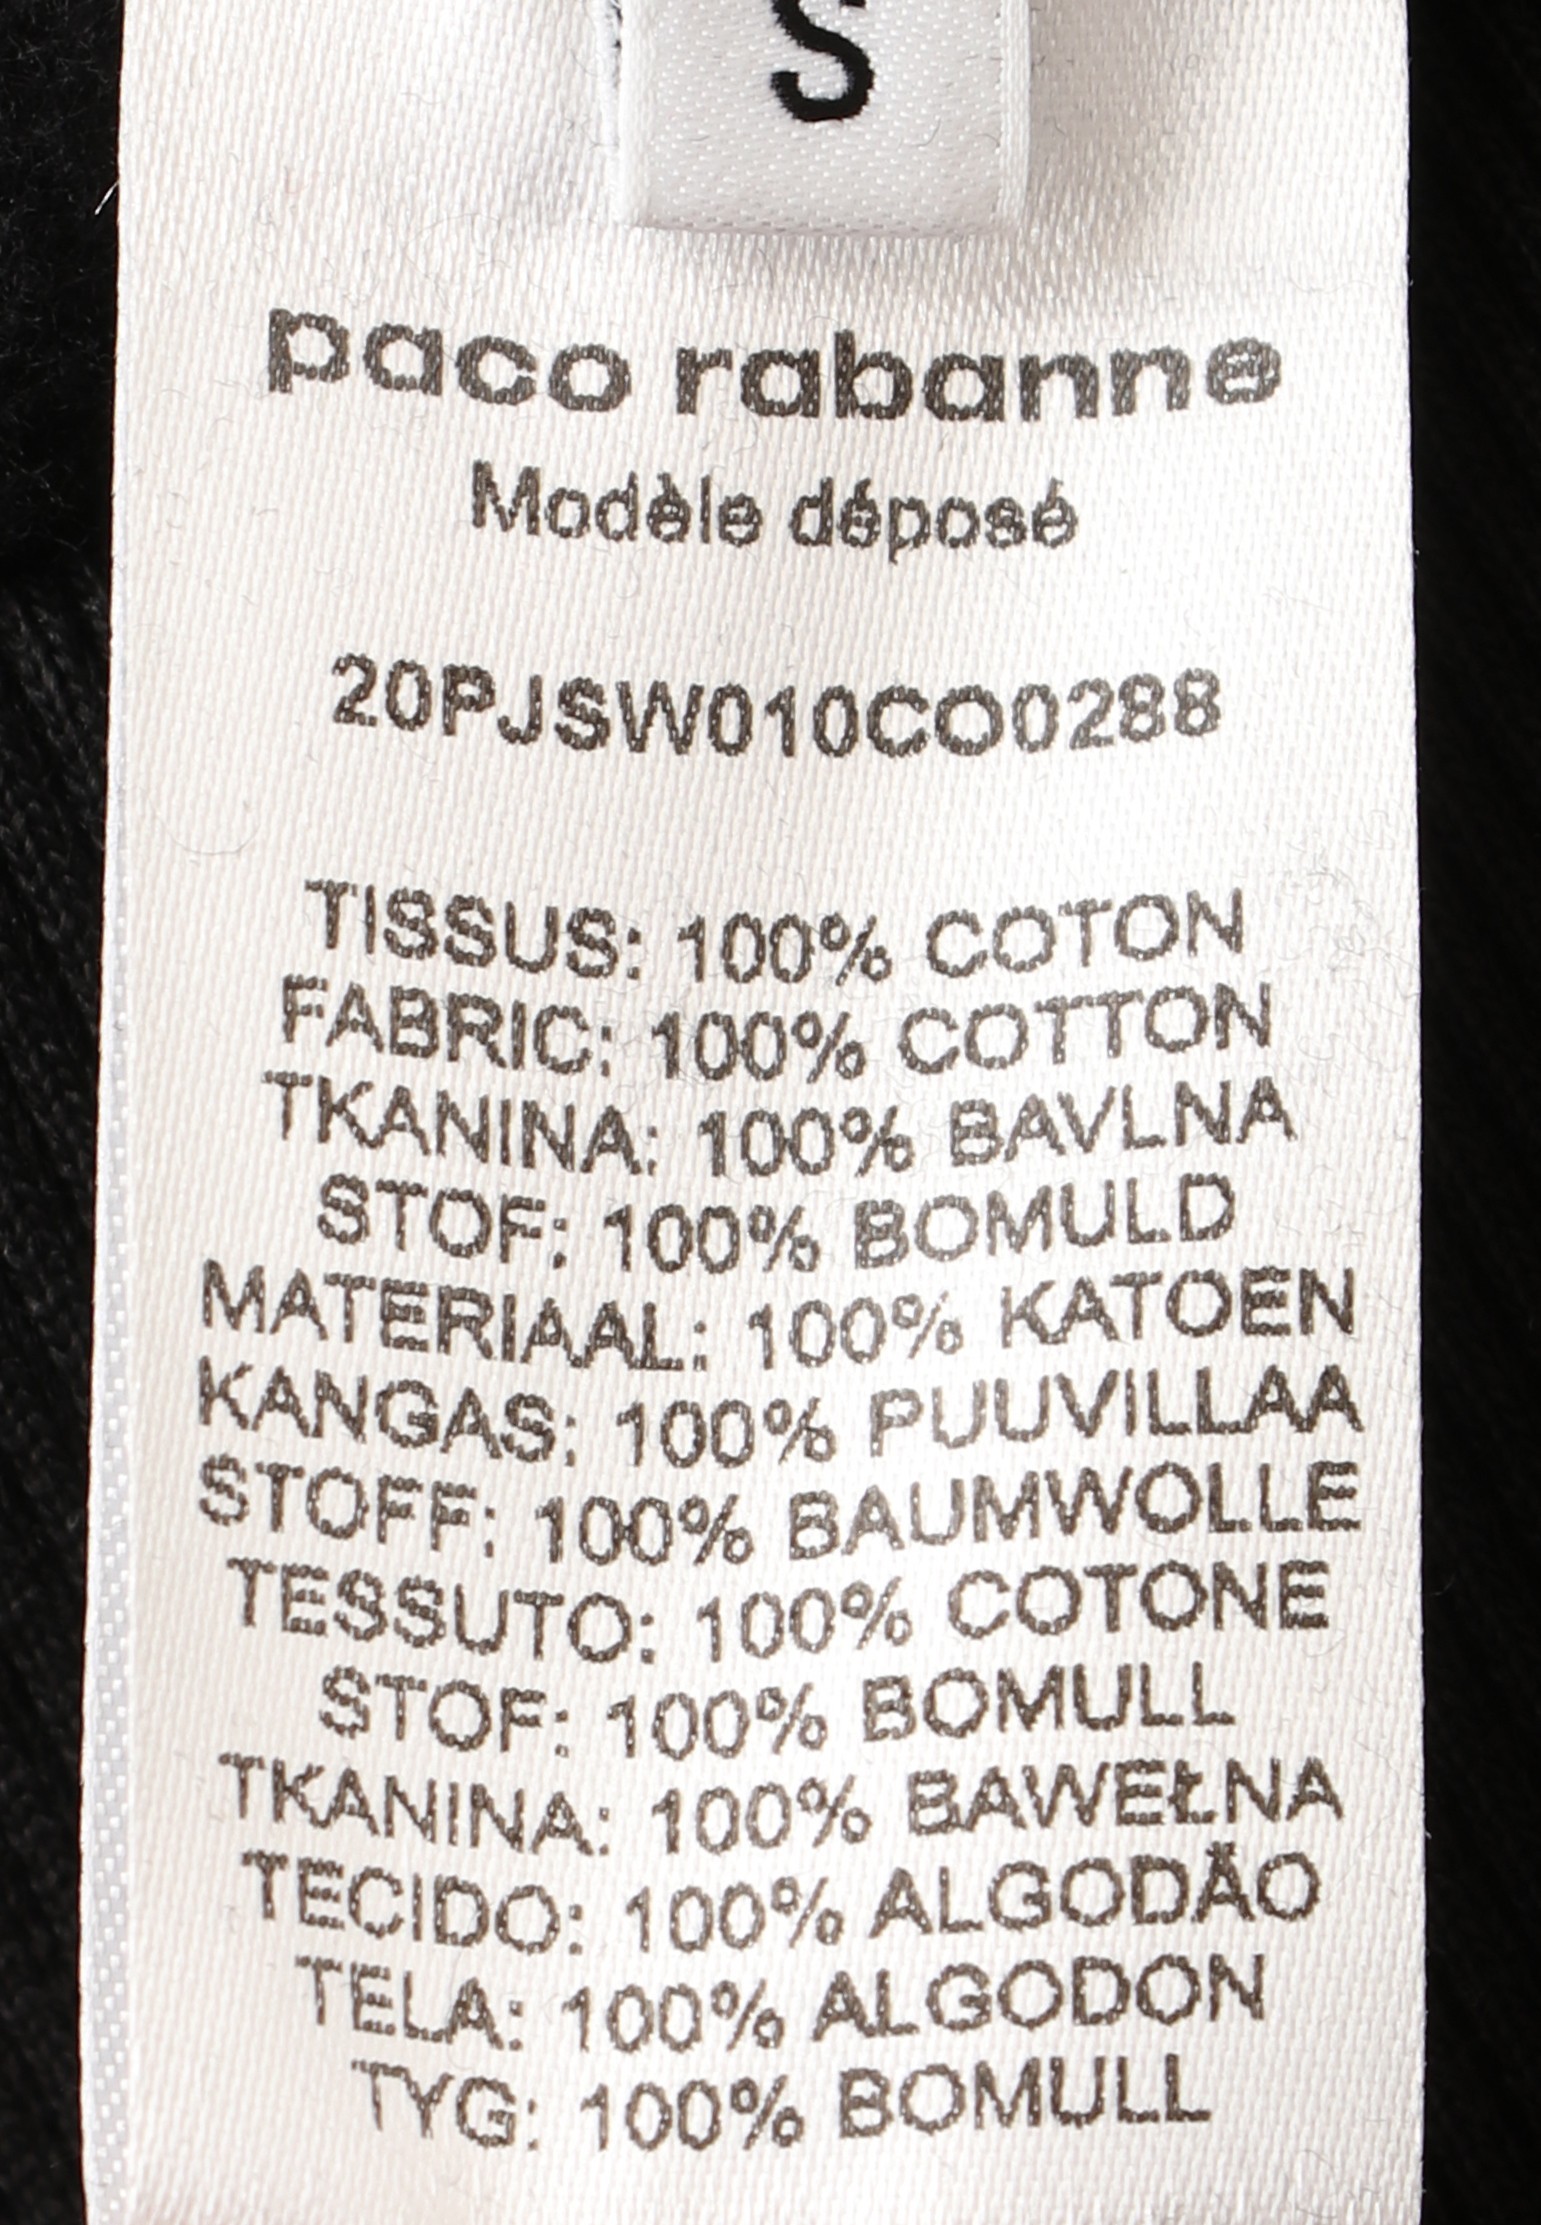 S
paco rabanne
Modèle déposé
20PJSW010CO0288
TISSUS: 100% COTON
FABRIC: 100% COTTON
TKANINA: 100% BAVLNA
STOF: 100% BOMULD
MATERIAAL: 100% KATOEN
KANGAS: 100% PUUVILLAA
STOFF: 100% BAUMWOLLE
TESSUTO: 100% COTONE
STOF: 100% BOMULL
TKANINA: 100% BAWEŁNA
TECIDO: 100% ALGODÃO
TELA: 100% ALGODON
TYG: 100% BOMULL